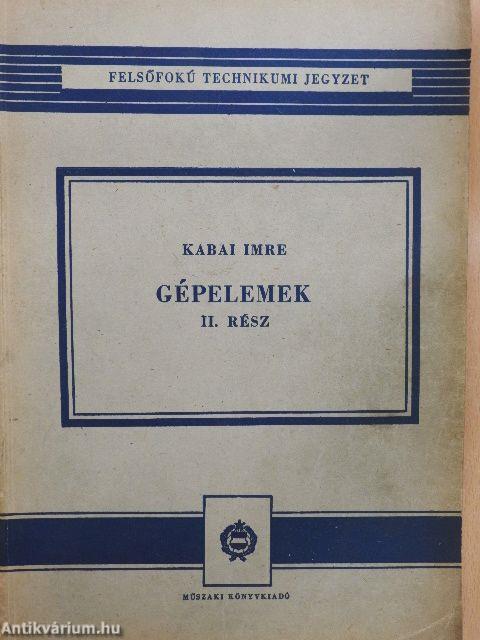 FELSŐFOKÚ TECHNIKUMI JEGYZET
KABAI IMRE
GÉPELEMEK
II. RÉSZ
MŰSZAKI KÖNYVKIADÓ
Antikvárium.hu